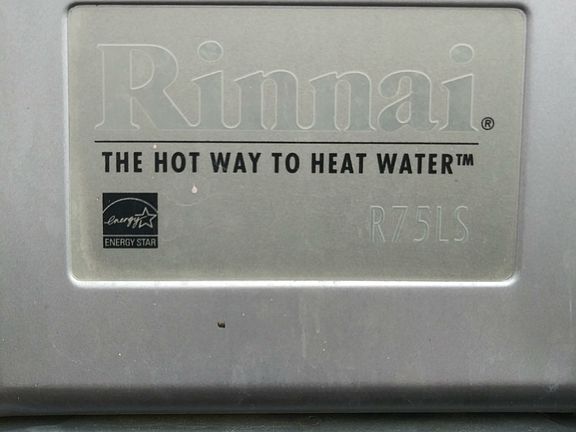 Rinnai®
THE HOT WAY TO HEAT WATER™
energy
ENERGY STAR
R75LS